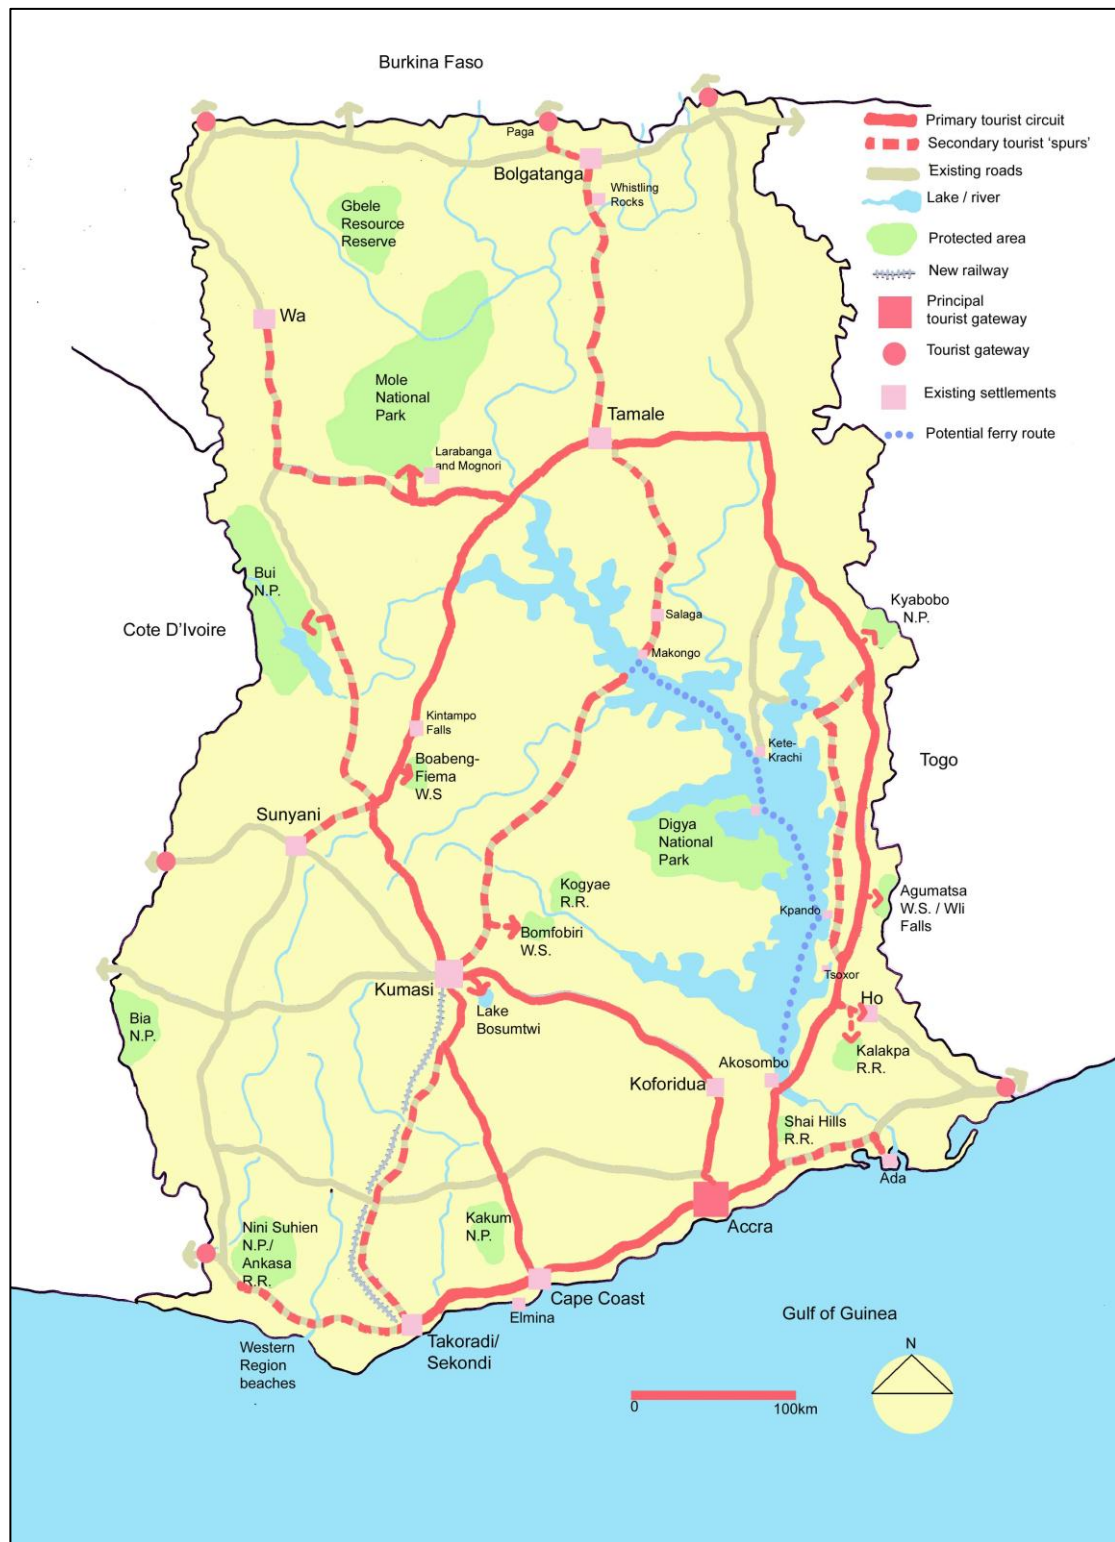 Burkina Faso
Primary tourist circuit
Secondary tourist ‘spurs’
Existing roads
Lake / river
Protected area
New railway
Principal
tourist gateway
Tourist gateway
Existing settlements
Potential ferry route
Paga
Bolgatanga
Whistling
Rocks
Gbele
Resource
Reserve
Wa
Mole
National
Park
Tamale
Larabanga
and Mognori
Bui
N.P.
Cote D'Ivoire
Salaga
Makongo
Kyabobo
N.P.
Kintampo
Falls
Kete-
Krachi
Togo
Boabeng-
Fiema
W.S
Sunyani
Digya
National
Park
Kogyae
R.R.
Agumatsa
W.S. / Wli
Falls
Kpando
Bomfobiri
W.S.
Tsoxor
Kumasi
Lake
Bosumtwi
Ho
Bia
N.P.
Kalakpa
R.R.
Akosombo
Koforidua
Shai Hills
R.R.
Ada
Accra
Nini Suhien
N.P./
Ankasa
R.R.
Kakum
N.P.
Cape Coast
Elmina
Takoradi/
Sekondi
Western
Region
beaches
Gulf of Guinea
N
0
100km